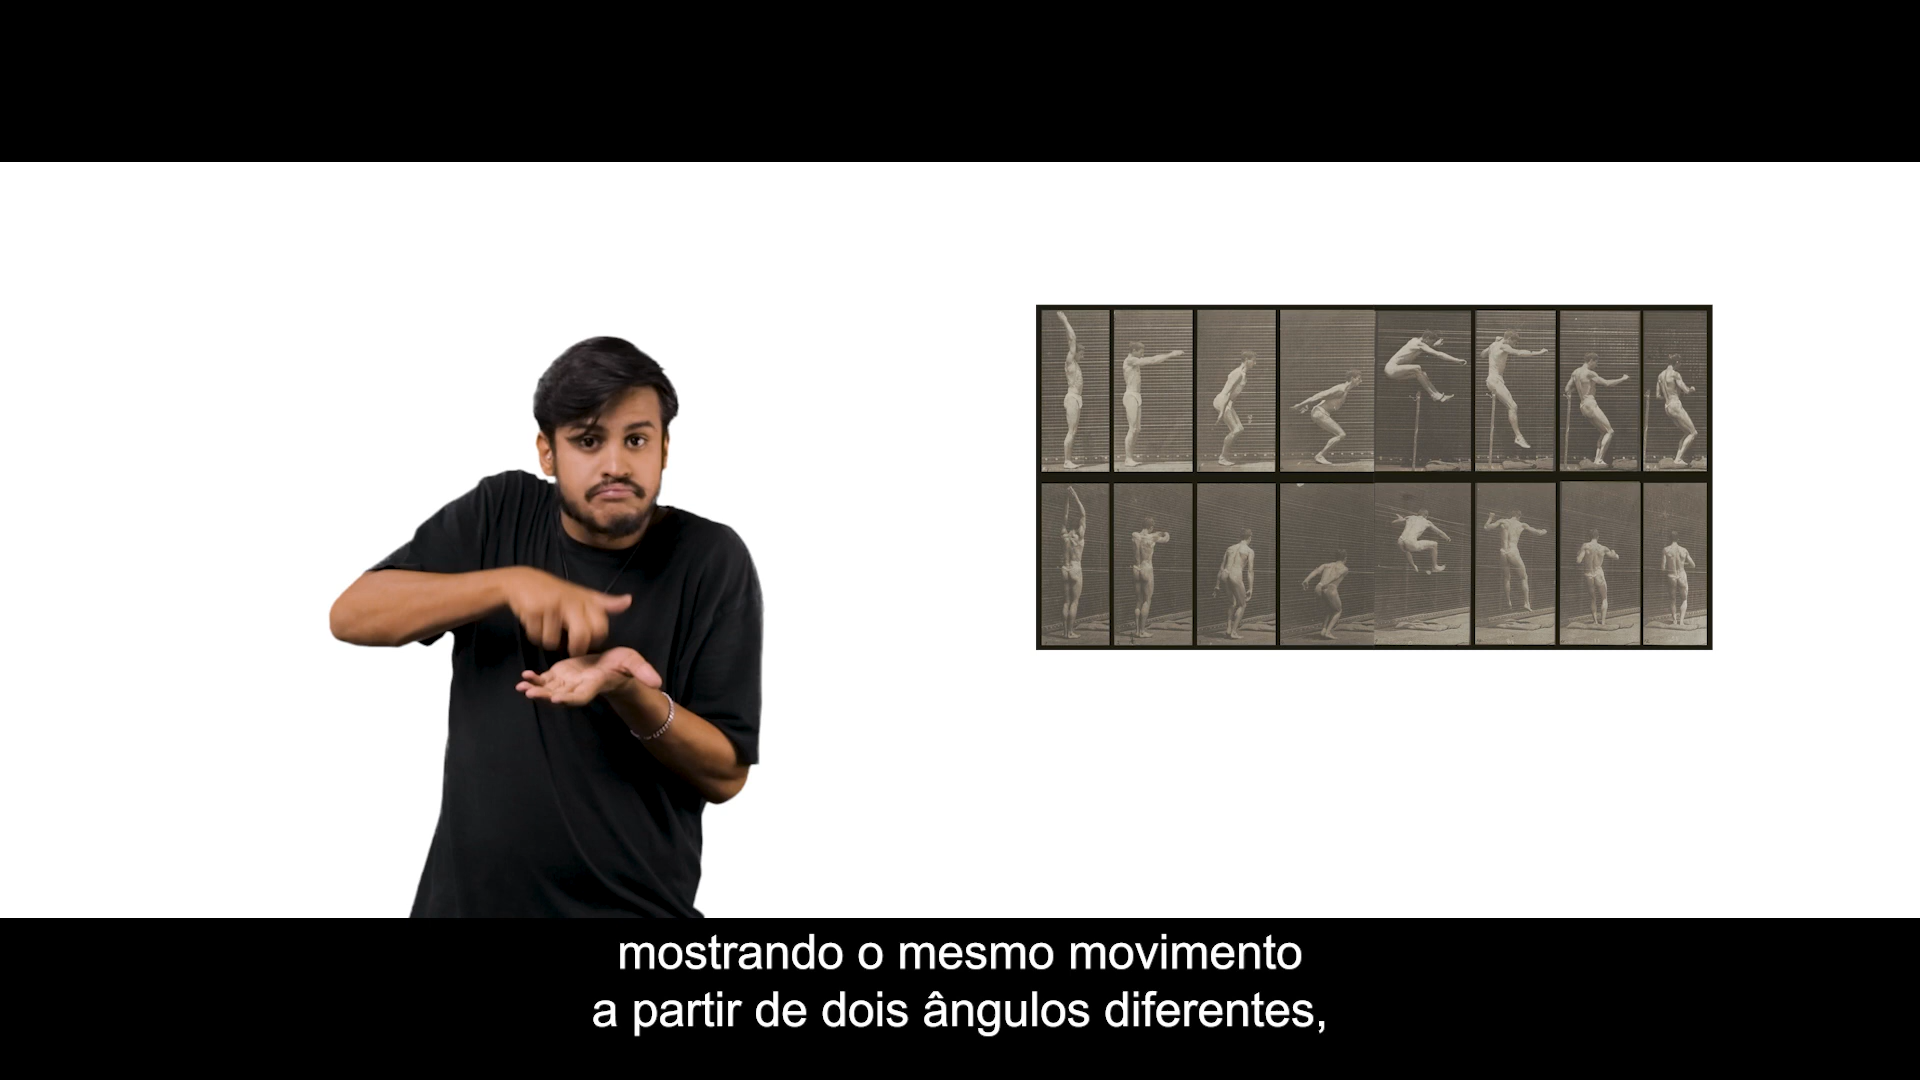 mostrando o mesmo movimento
a partir de dois ângulos diferentes,